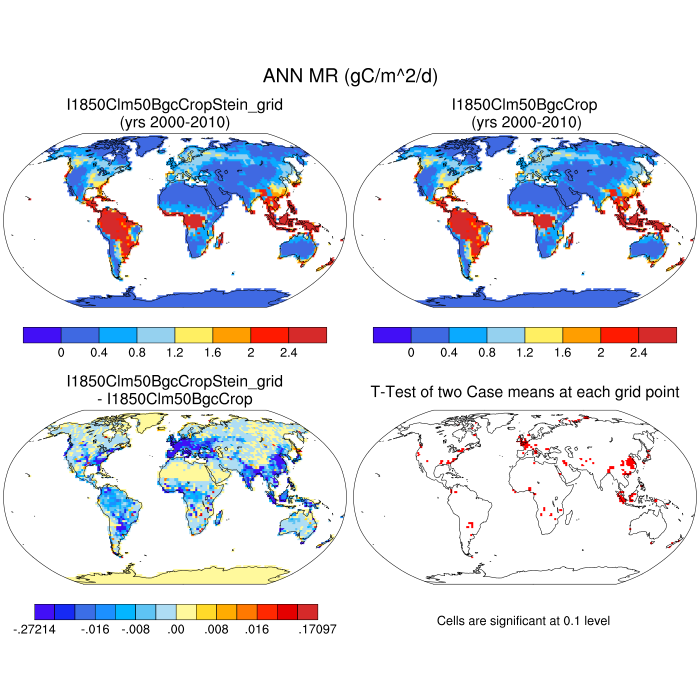 ANN MR (gC/m^2/d)
I1850Clm50BgcCropStein_grid
(yrs 2000-2010)
I1850Clm50BgcCrop
(yrs 2000-2010)
0 0.4 0.8 1.2 1.6 2 2.4
0 0.4 0.8 1.2 1.6 2 2.4
I1850Clm50BgcCropStein_grid
- I1850Clm50BgcCrop
T-Test of two Case means at each grid point
-.27214 -.016 -.008 .00 .008 .016 .17097
Cells are significant at 0.1 level